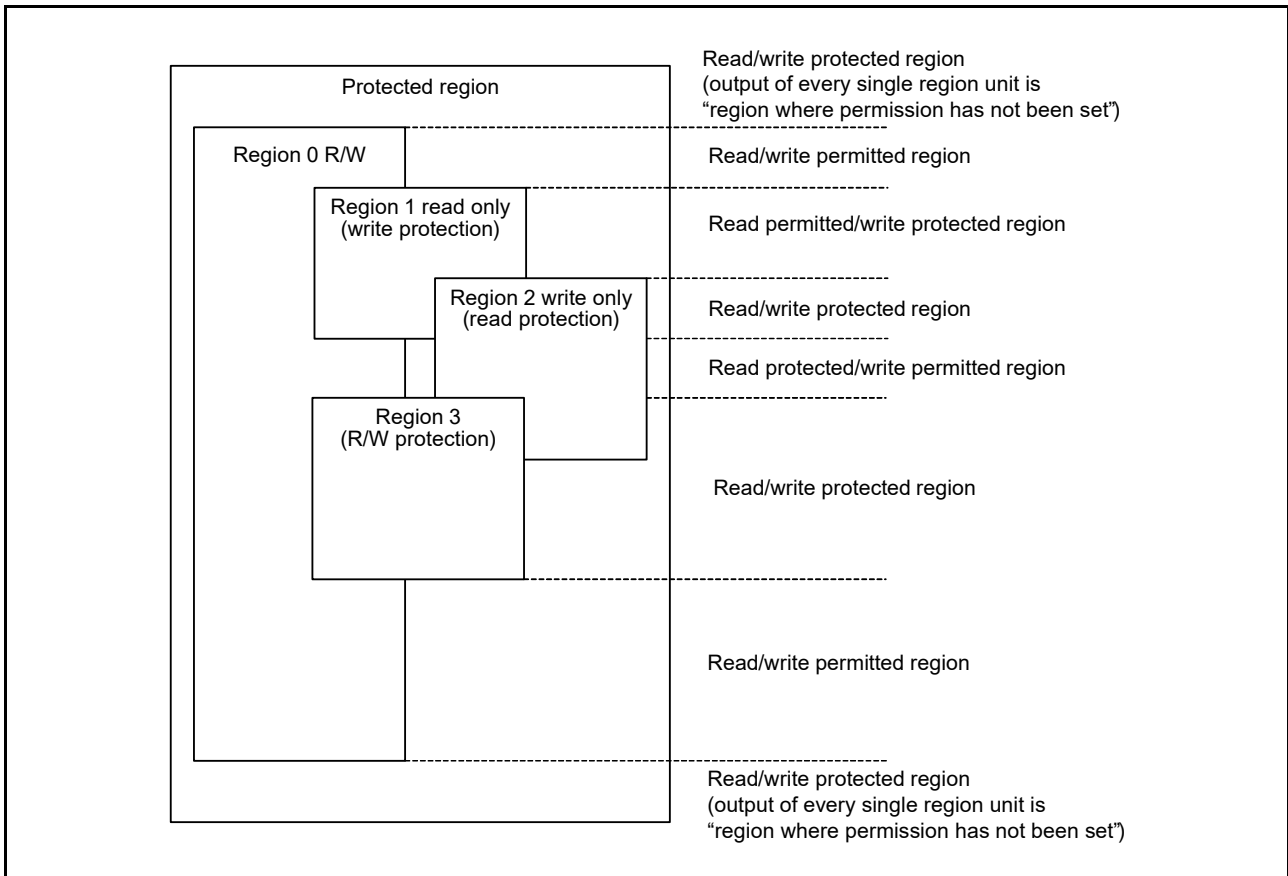 Protected region
Region 0 R/W
Region 1 read only
(write protection)
Region 2 write only
(read protection)
Region 3
(R/W protection)
Read/write protected region
(output of every single region unit is
“region where permission has not been set”)
Read/write permitted region
Read permitted/write protected region
Read/write protected region
Read protected/write permitted region
Read/write protected region
Read/write permitted region
Read/write protected region
(output of every single region unit is
“region where permission has not been set”)